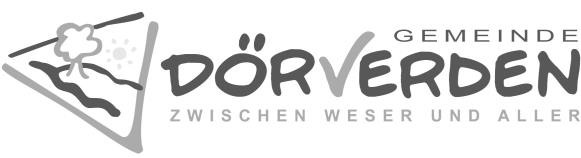 GEMEINDE
DÖRVERDEN
ZWISCHEN WESER UND ALLER